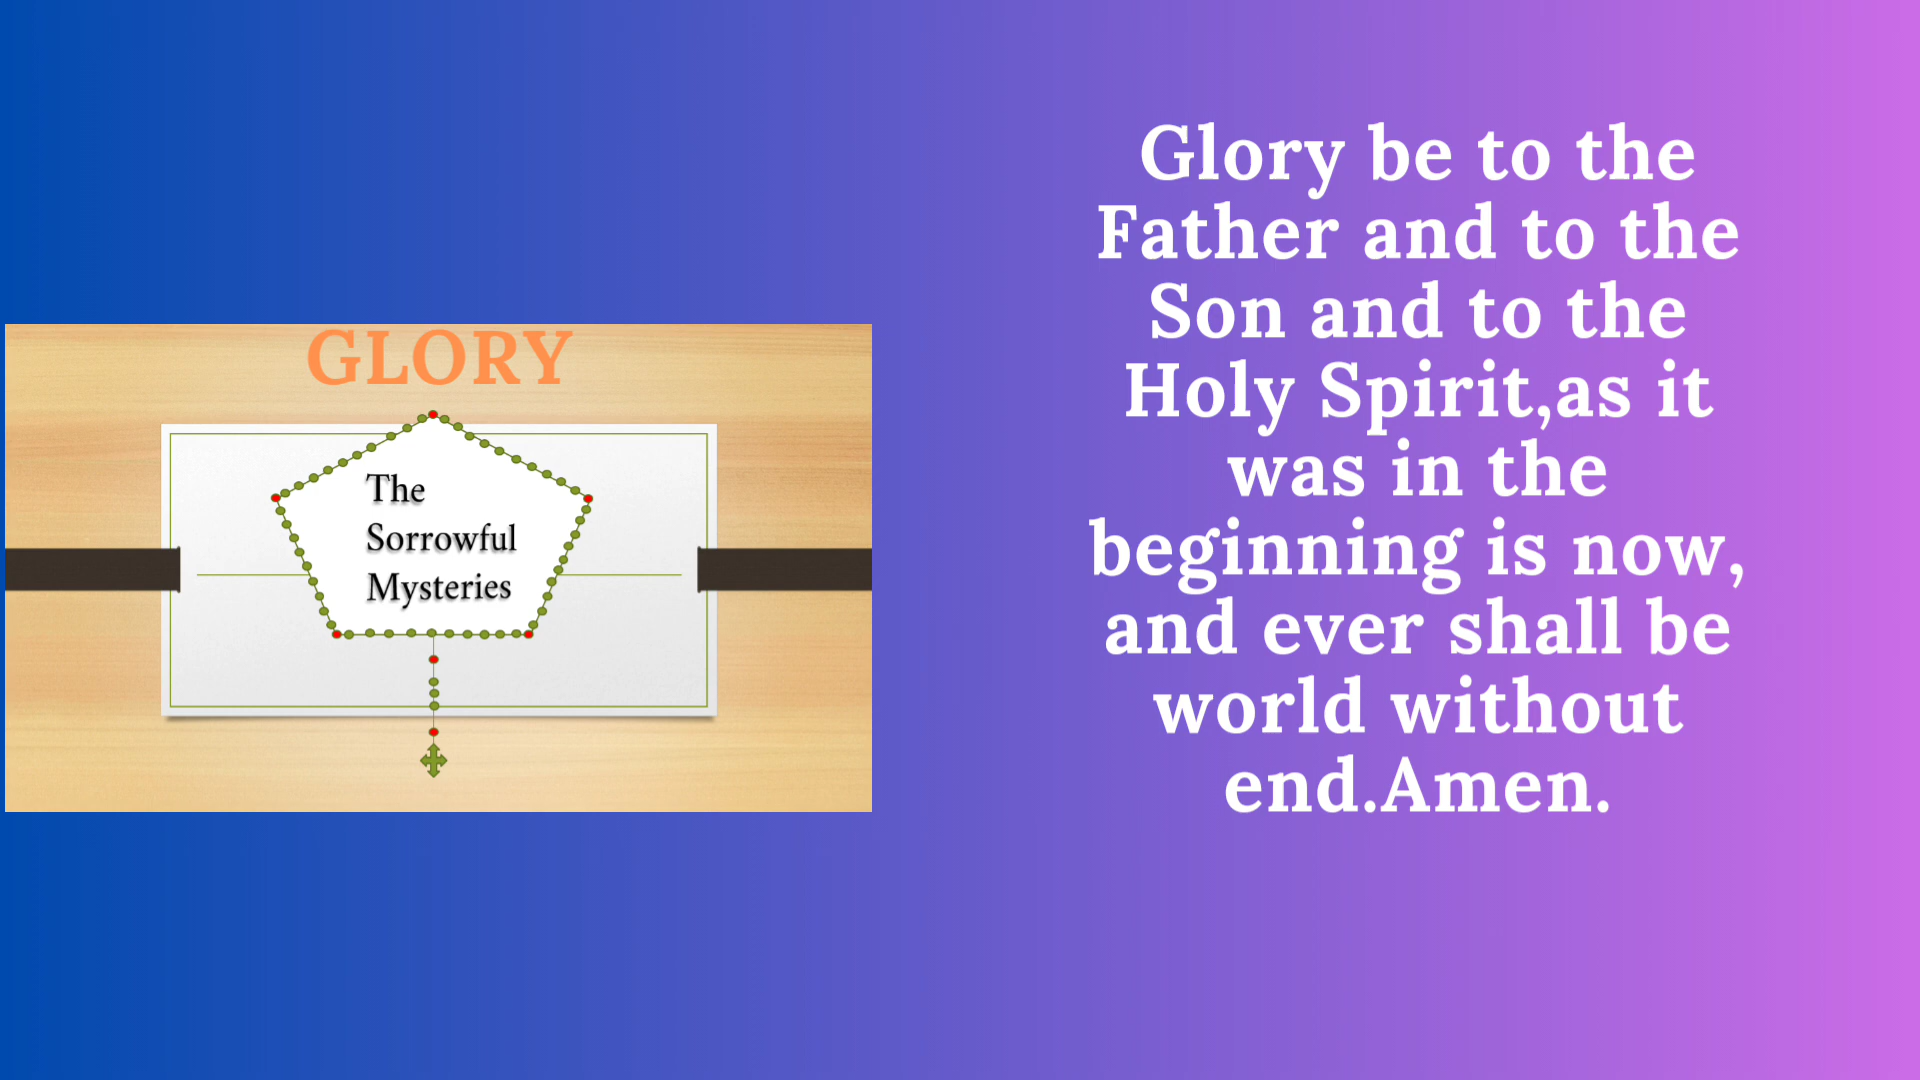 GLORY
The
Sorrowful
Mysteries
Glory be to the
Father and to the
Son and to the
Holy Spirit,as it
was in the
beginning is now,
and ever shall be
world without
end.Amen.